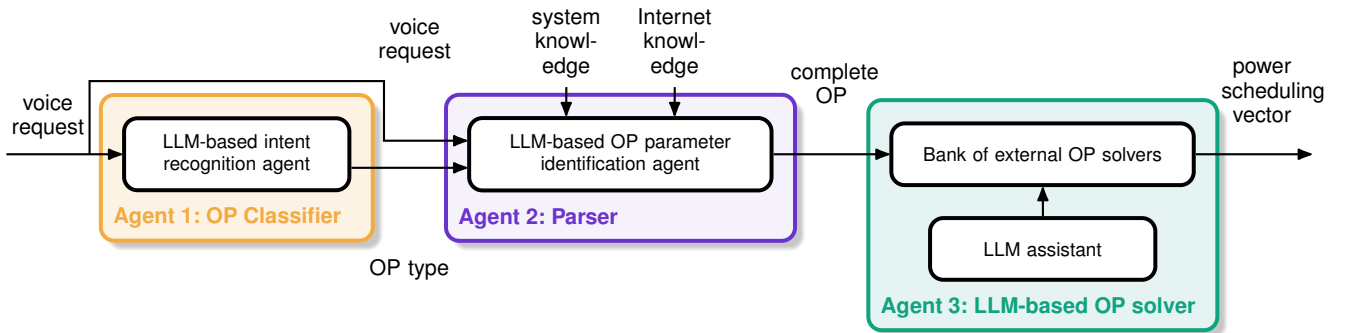 voice
request
voice
request
system
knowl-
edge
Internet
knowl-
edge
LLM-based intent
recognition agent
Agent 1: OP Classifier
OP type
LLM-based OP parameter
identification agent
Agent 2: Parser
complete
OP
Bank of external OP solvers
LLM assistant
Agent 3: LLM-based OP solver
power
scheduling
vector